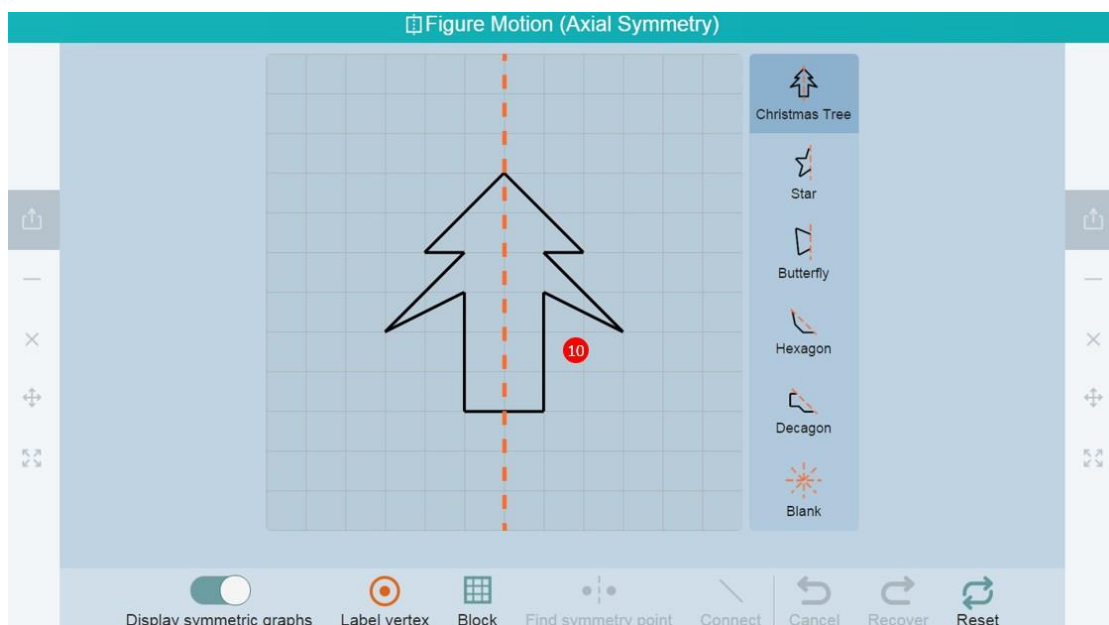 Figure Motion (Axial Symmetry)
Christmas Tree
Star
Butterfly
Hexagon
Decagon
Blank
10
Display symmetric graphs
Label vertex
Block
Find symmetry point
Connect
Cancel
Recover
Reset